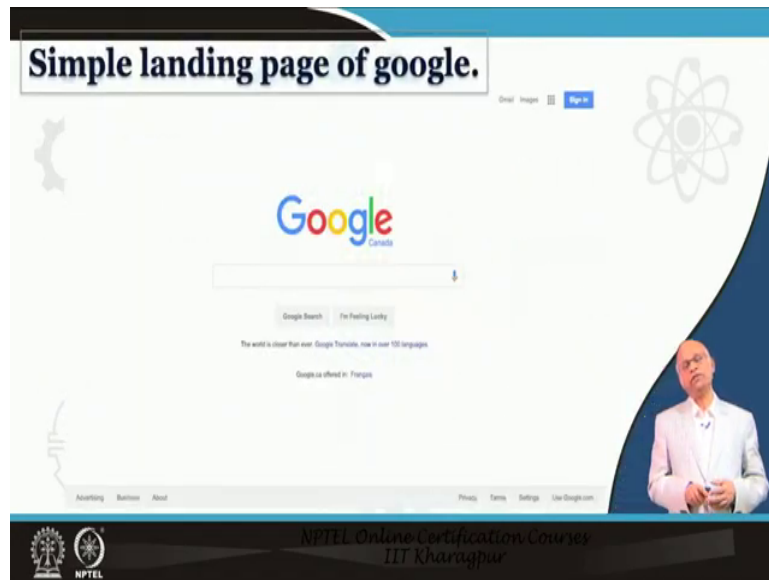 Simple landing page of google.
Gmail Images Sign in
Google
Canada
Google Search I'm Feeling Lucky
The world is closer than ever. Google Translate, now in over 100 languages
Google.ca offered in: Français
Advertising Business About Privacy Terms Settings Use Google.com
NPTEL Online Certification Courses
IIT Kharagpur
NPTEL